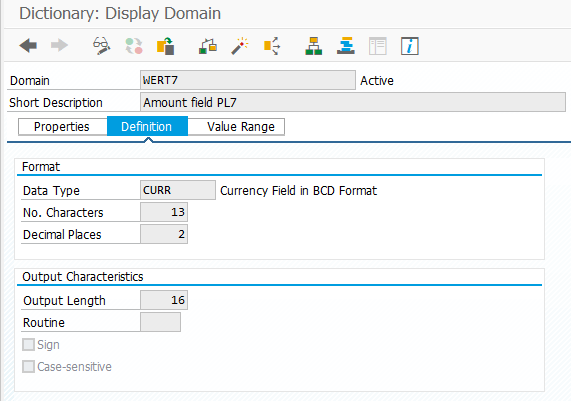 Dictionary: Display Domain
Domain WERT7 Active
Short Description Amount field PL7
Properties Definition Value Range
Format
Data Type CURR Currency Field in BCD Format
No. Characters 13
Decimal Places 2
Output Characteristics
Output Length 16
Routine
Sign
Case-sensitive